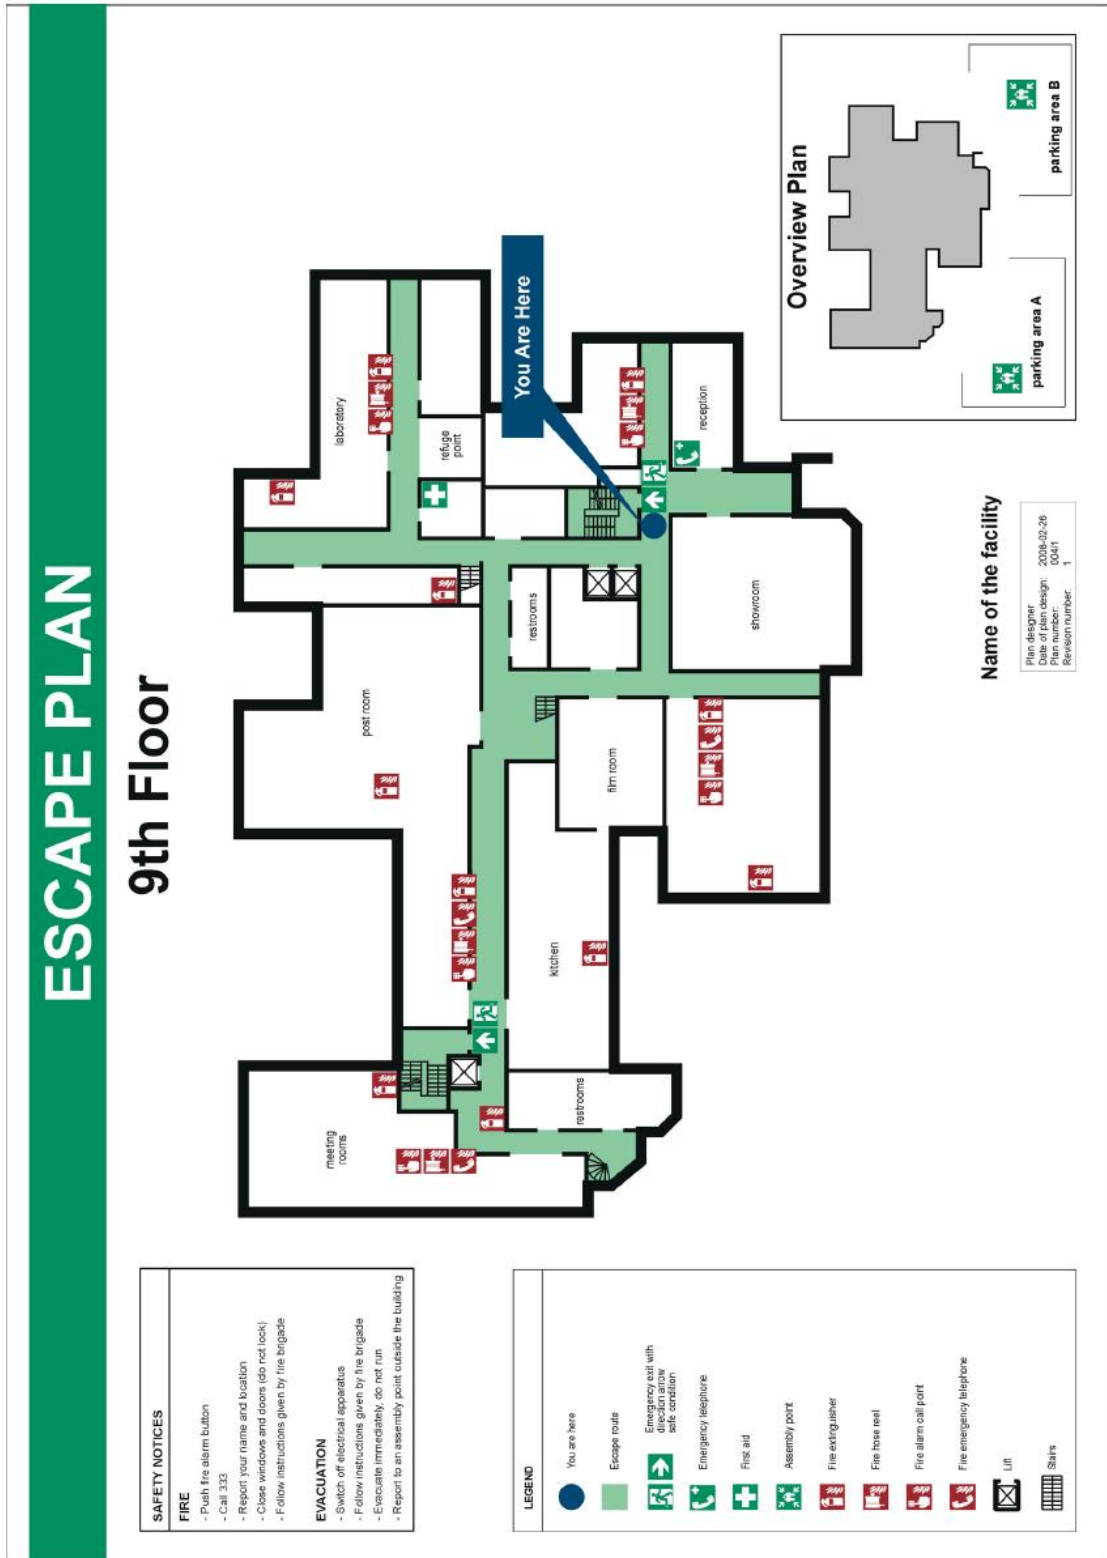 ESCAPE PLAN
9th Floor
SAFETY NOTICES
FIRE
- Push fire alarm button
- Call 333
- Report your name and location
- Close windows and doors (do not lock)
- Follow instructions given by fire brigade
EVACUATION
- Switch off electrical apparatus
- Follow instructions given by fire brigade
- Evacuate immediately, do not run
- Report to an assembly point outside the building
meeting
rooms
post room
laboratory
refuge
point
restrooms
You Are Here
kitchen
film room
restrooms
showroom
reception
LEGEND
You are here
Escape route
Emergency exit with
direction arrow
safe condition
Emergency telephone
First aid
Assembly point
Fire extinguisher
Fire hose reel
Fire alarm call point
Fire emergency telephone
Lift
Stairs
Name of the facility
Plan designer
Date of plan design: 2008-02-26
Plan number: 004/1
Revision number: 1
Overview Plan
parking area A
parking area B